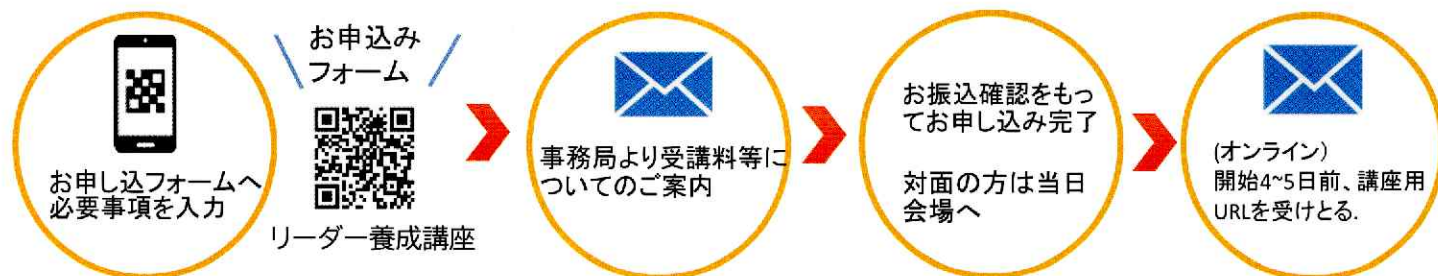 お申し込フォームへ
必要事項を入力
お申込み
フォーム
リーダー養成講座
事務局より受講料等に
ついてのご案内
お振込確認をもっ
てお申し込み完了
対面の方は当日
会場へ
(オンライン）
開始4~5日前、講座用
URLを受けとる.